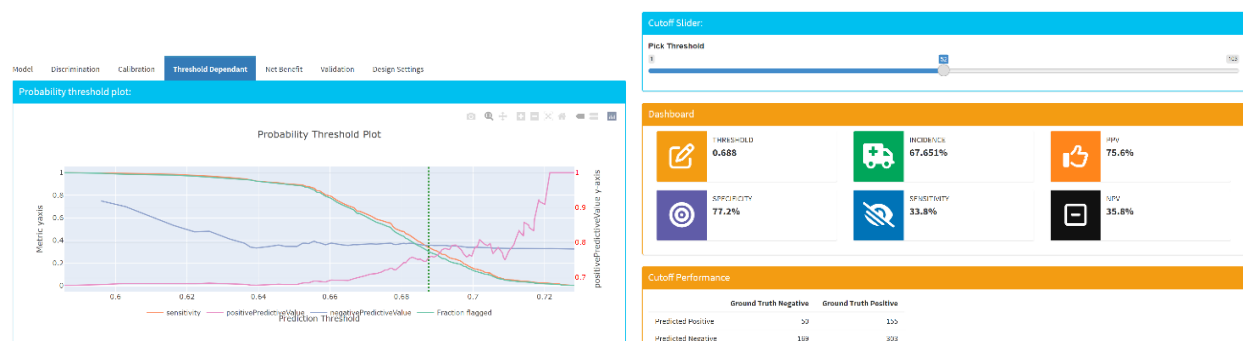 Model Discrimination Calibration Threshold Dependant Net Benefit Validation Design Settings
Probability threshold plot:
Probability Threshold Plot
1
0.8
0.6
0.4
0.2
0
Metric yaxis
1
0.9
0.8
0.7
positivePredictiveValue y-axis
0.6 0.62 0.64 0.66 0.68 0.7 0.72
sensitivity positivePredictiveValue negativePredictiveValue Fraction flagged
Prediction Threshold
Cutoff Slider:
Pick Threshold
1
Dashboard
THRESHOLD
0.688
INCIDENCE
67.651%
PPV
75.6%
SPECIFICITY
77.2%
SENSITIVITY
33.8%
NPV
35.8%
Cutoff Performance
Ground Truth Negative Ground Truth Positive
Predicted Positive 155
Predicted Negative 303